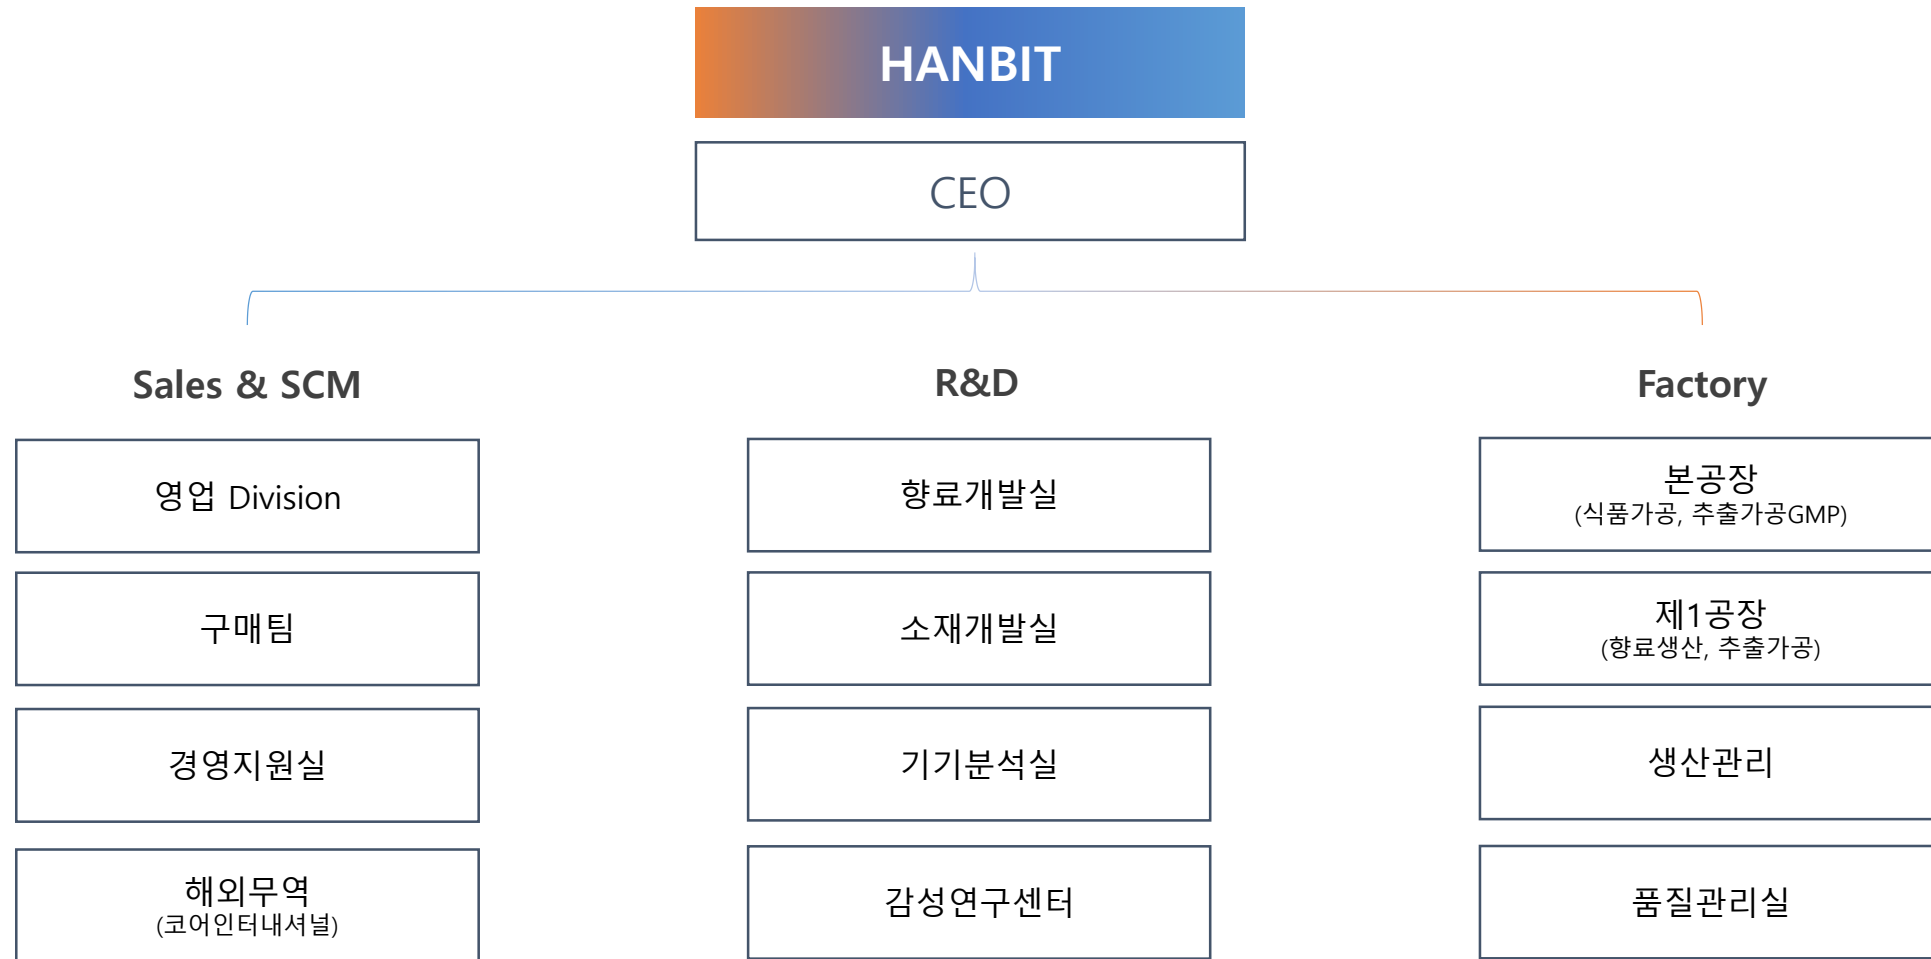 HANBIT
CEO
Sales & SCM
영업 Division
구매팀
경영지원실
해외무역
(코어인터내셔널)
R&D
향료개발실
소재개발실
기기분석실
감성연구센터
Factory
본공장
(식품가공, 추출가공GMP)
제1공장
(향료생산, 추출가공)
생산관리
품질관리실